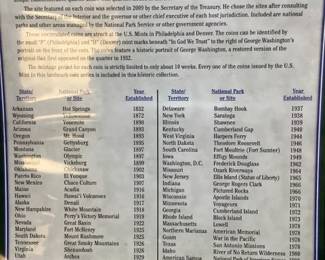 The site featured on each coin was selected in 2009 by the Secretary of the Treasury. He chose the sites after consulting
with the Secretary of the Interior and the governor or other chief executive of each host jurisdiction. Included are national
parks and other areas managed by the National Park Service or other government agencies.
These uncirculated coins are struck at the U.S. Mints in Philadelphia and Denver. The coins can be identified by the
small "P" (Philadelphia) and "D" (Denver) mint marks beneath "In God We Trust" to the right of George Washington's
portrait on the front of the coin. The coins feature a historic portrait of George Washington, a restored version of the
original that first appeared on the quarter in 1932.
The mintage period for each coin is strictly limited to only about 10 weeks. Every one of the coins issued by the U.S.
Mint in this landmark coin series is included in this historic collection.
State/ Territory National Park or Site Year Established
Arkansas Hot Springs 1832
Wyoming Yellowstone 1872
California Yosemite 1890
Arizona Grand Canyon 1893
Oregon Mt. Hood 1893
Pennsylvania Gettysburg 1895
Montana Glacier 1897
Washington Olympic 1897
Mississippi Vicksburg 1899
Oklahoma Chickasaw 1902
Puerto Rico El Yunque 1903
New Mexico Chaco Culture 1907
Maine Acadia 1916
Hawaii Hawai'i Volcanoes 1916
Alaska Denali 1917
New Hampshire White Mountain 1918
Ohio Perry's Victory Memorial 1919
Nevada Great Basin 1922
Maryland Fort McHenry 1925
South Dakota Mount Rushmore 1925
Tennessee Great Smoky Mountains 1926
Virginia Shenandoah 1926
Utah Arches 1929
State/ Territory National Park or Site Year Established
Delaware Bombay Hook 1937
New York Saratoga 1938
Illinois Shawnee 1939
Kentucky Cumberland Gap 1940
West Virginia Harpers Ferry 1944
North Dakota Theodore Roosevelt 1946
South Carolina Fort Moultrie (Fort Sumter) 1948
Iowa Effigy Mounds 1949
Washington, D.C. Frederick Douglass 1962
Missouri Ozark Riverways 1964
New Jersey Ellis Island (Statue of Liberty) 1965
Indiana George Rogers Clark 1966
Michigan Pictured Rocks 1966
Wisconsin Apostle Islands 1970
Minnesota Voyageurs 1971
Georgia Cumberland Island 1972
Rhode Island Block Island 1973
Massachusetts Lowell 1978
Northern Marianas American Memorial 1978
Guam War in the Pacific 1978
Texas San Antonio Missions 1978
Idaho River of No Return Wilderness 1980